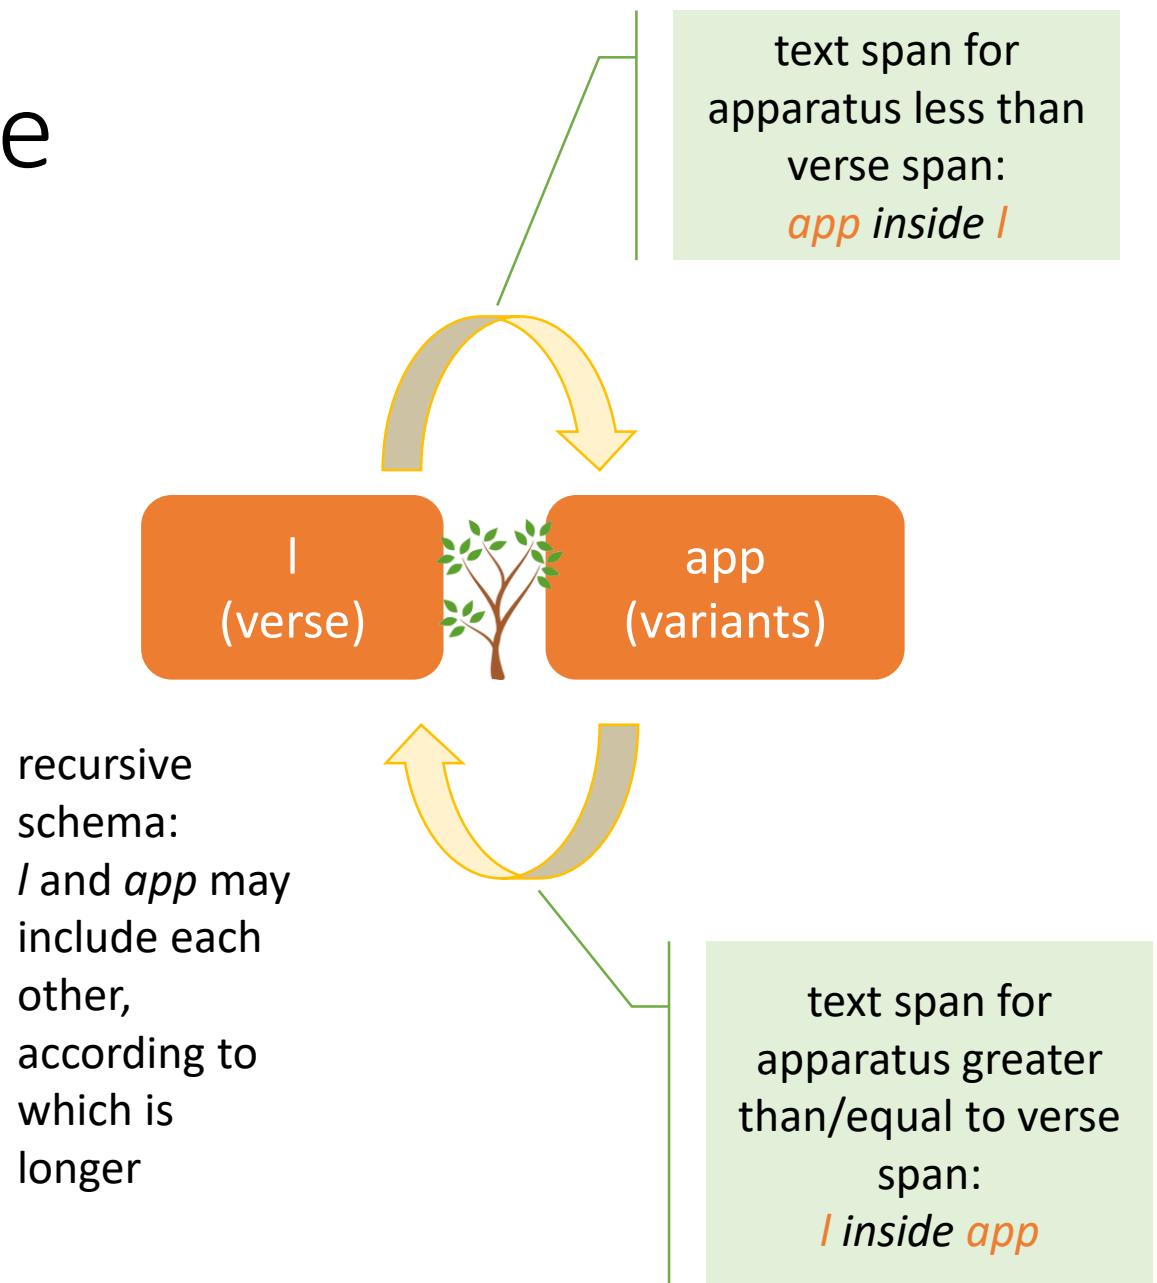 e
text span for
apparatus less than
verse span:
app inside l
l
(verse)
app
(variants)
recursive
schema:
l and app may
include each
other,
according to
which is
longer
text span for
apparatus greater
than/equal to verse
span:
l inside app